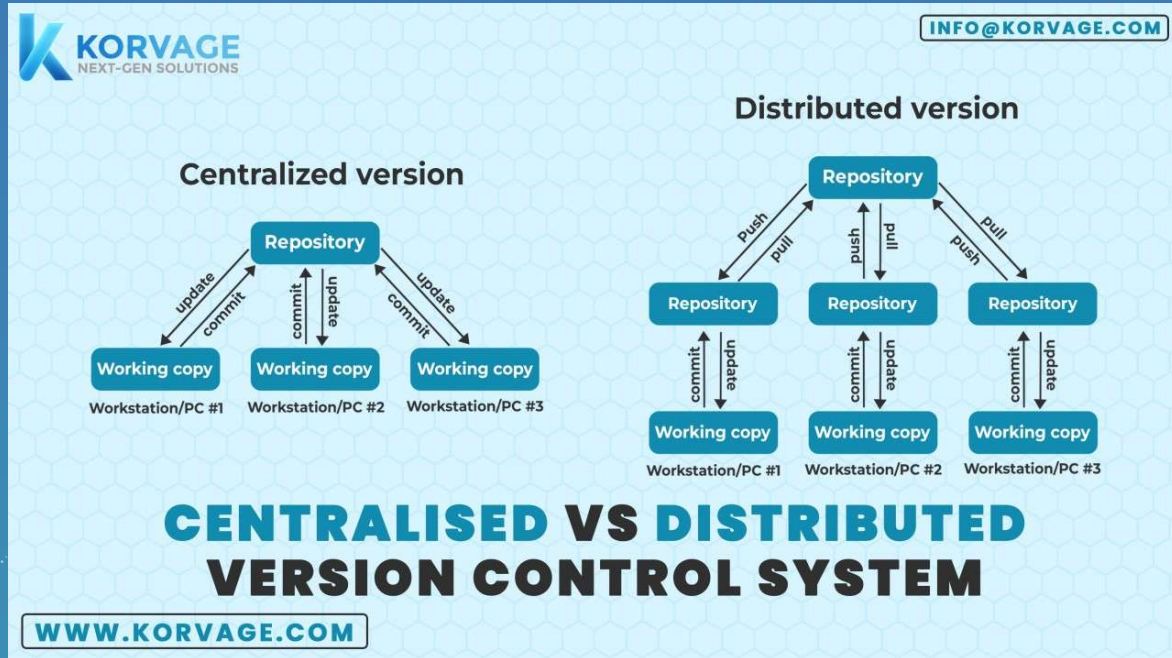 KORVAGE
NEXT-GEN SOLUTIONS
INFO@KORVAGE.COM
Centralized version
Repository
update
commit
commit
update
update
commit
Working copy
Working copy
Working copy
Workstation/PC #1
Workstation/PC #2
Workstation/PC #3
Distributed version
Repository
Push
pull
push
pull
pull
push
Repository
Repository
Repository
commit
update
commit
update
commit
update
Working copy
Working copy
Working copy
Workstation/PC #1
Workstation/PC #2
Workstation/PC #3
CENTRALISED VS DISTRIBUTED
VERSION CONTROL SYSTEM
WWW.KORVAGE.COM